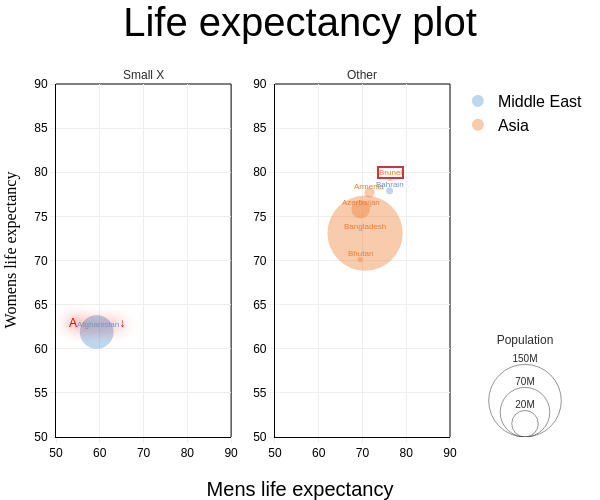 Life expectancy plot
Small X
Other
90
85
80
75
70
65
60
55
50
50 60 70 80 90
90
85
80
75
70
65
60
55
50
50 60 70 80 90
Womens life expectancy
Mens life expectancy
AAfghanistan↓
Brunei
Bahrain
Armenia
Azerbaijan
Bangladesh
Bhutan
Middle East
Asia
Population
150M
70M
20M